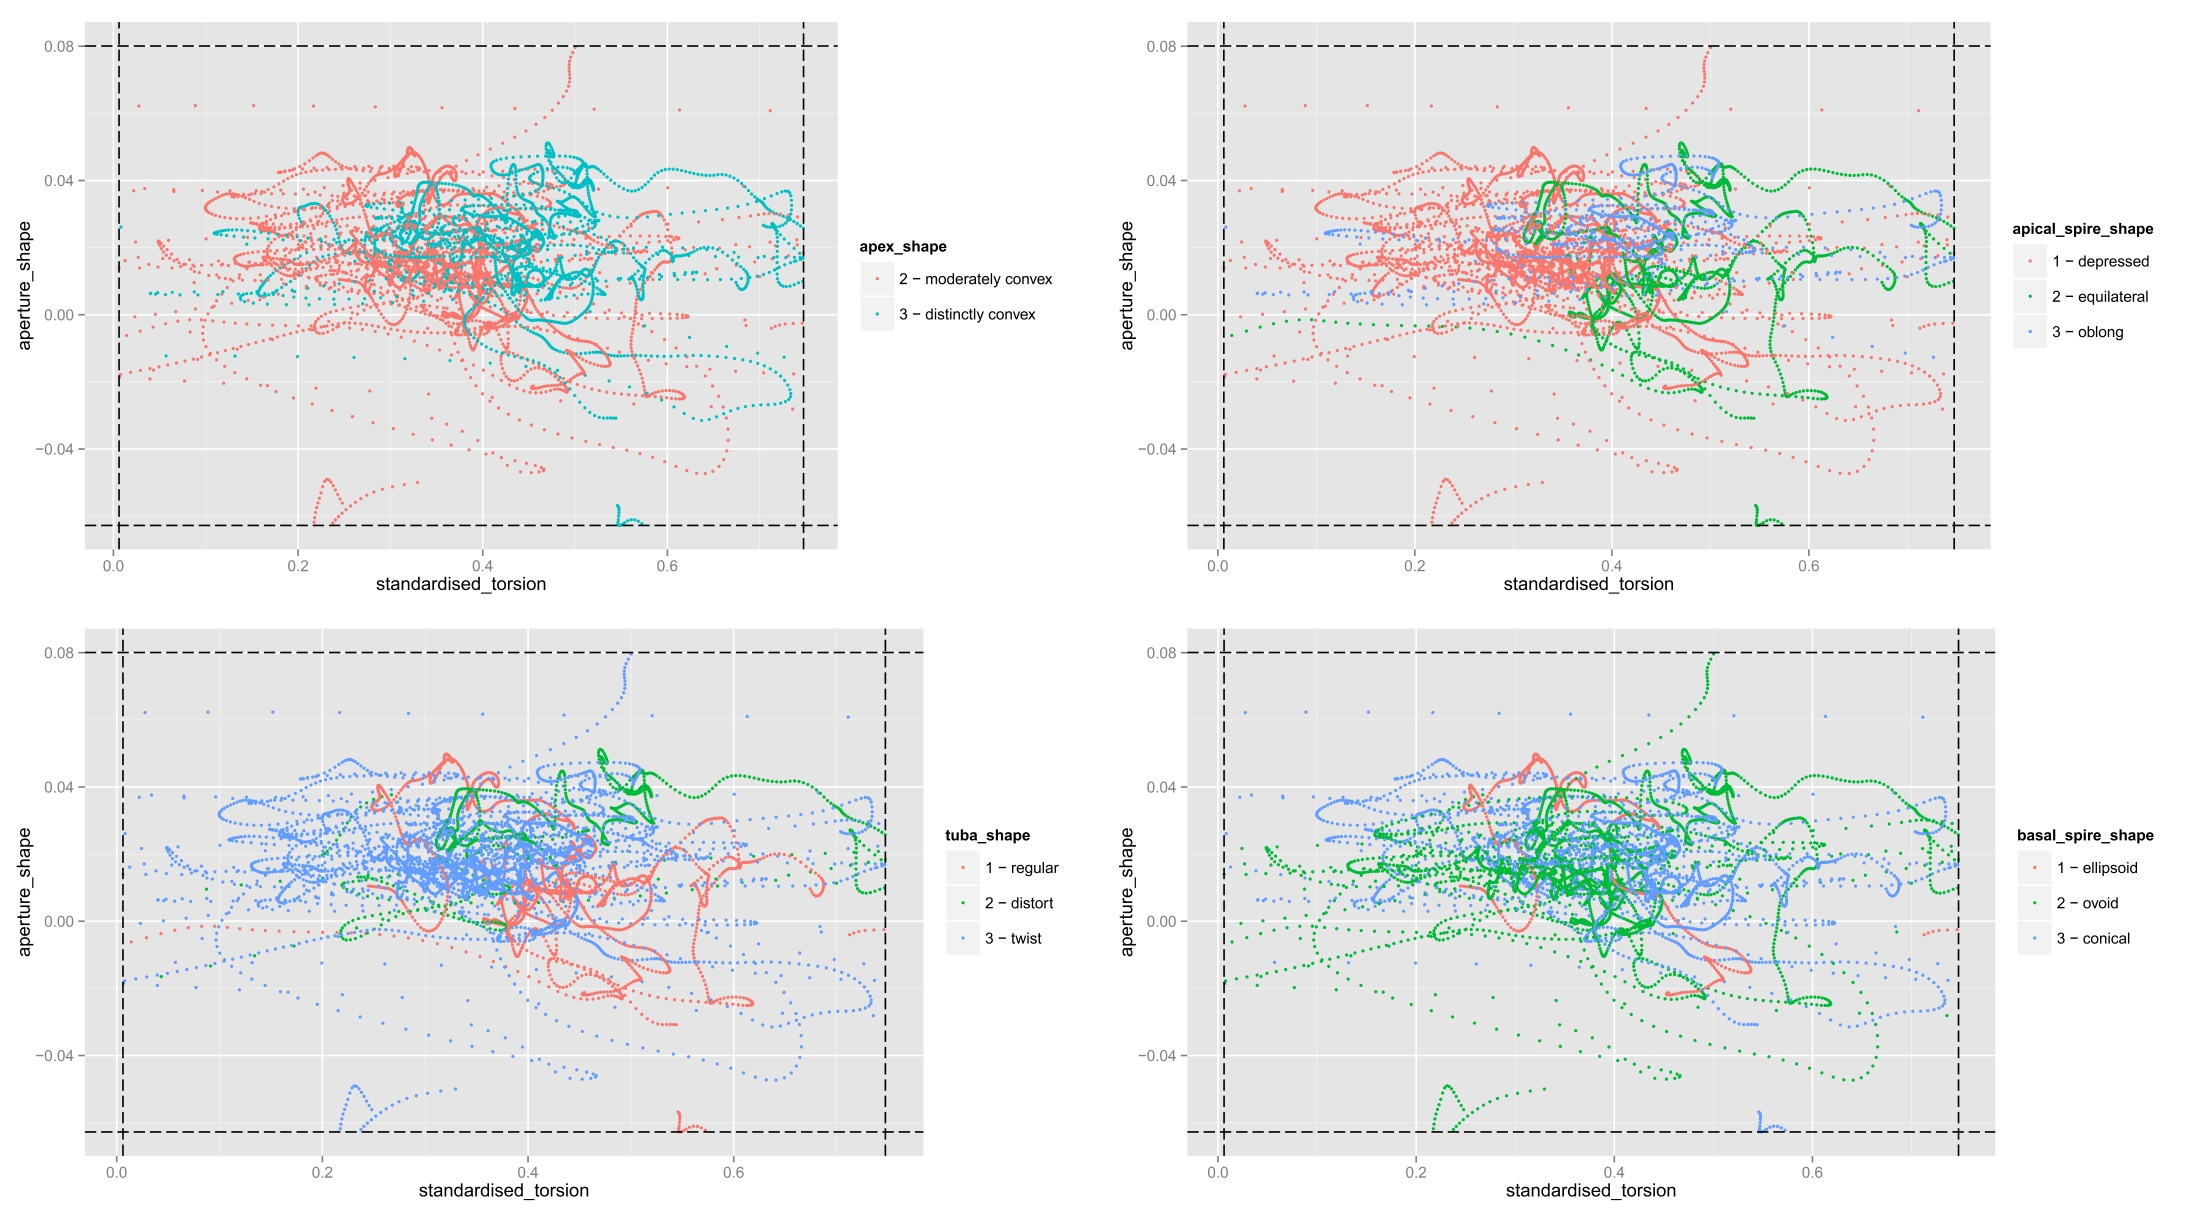 0.08
0.04
0.00
−0.04
aperture_shape
0.0
0.2
0.4
0.6
standardised_torsion
apex_shape
2 − moderately convex
3 − distinctly convex
0.08
0.04
0.00
−0.04
aperture_shape
0.0
0.2
0.4
0.6
standardised_torsion
apical_spire_shape
1 − depressed
2 − equilateral
3 − oblong
0.08
0.04
0.00
−0.04
aperture_shape
0.0
0.2
0.4
0.6
standardised_torsion
tuba_shape
1 − regular
2 − distort
3 − twist
0.08
0.04
0.00
−0.04
aperture_shape
0.0
0.2
0.4
0.6
standardised_torsion
basal_spire_shape
1 − ellipsoid
2 − ovoid
3 − conical